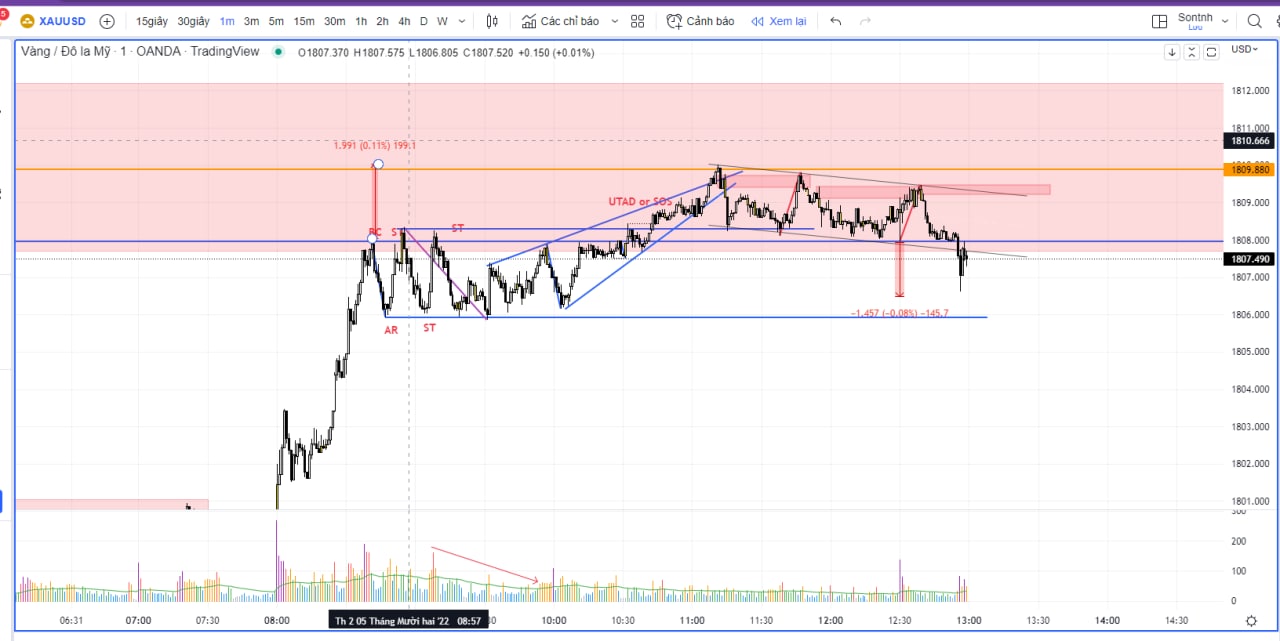 5
XAUUSD
15giây 30giây 1m 3m 5m 15m 30m 1h 2h 4h D W
Các chỉ báo
Cảnh báo
Xem lại
Sontnh
Lưu
Vàng / Đô la Mỹ · 1 · OANDA · TradingView
O1807.370 H1807.575 L1806.805 C1807.520 +0.150 (+0.01%)
USD
1812.000
1811.000
1810.666
1809.880
1809.000
1808.000
1807.490
1807.000
1806.000
1805.000
1804.000
1803.000
1802.000
1801.000
1.991 (0.11%) 199.1
UTAD or SOS
ST
AR
ST
−1.457 (−0.08%) −145.7
300
200
100
0
06:31 07:00 07:30 08:00
Th 2 05 Tháng Mười hai '22 08:57
10:00 10:30 11:00 11:30 12:00 12:30 13:00 13:30 14:00 14:30